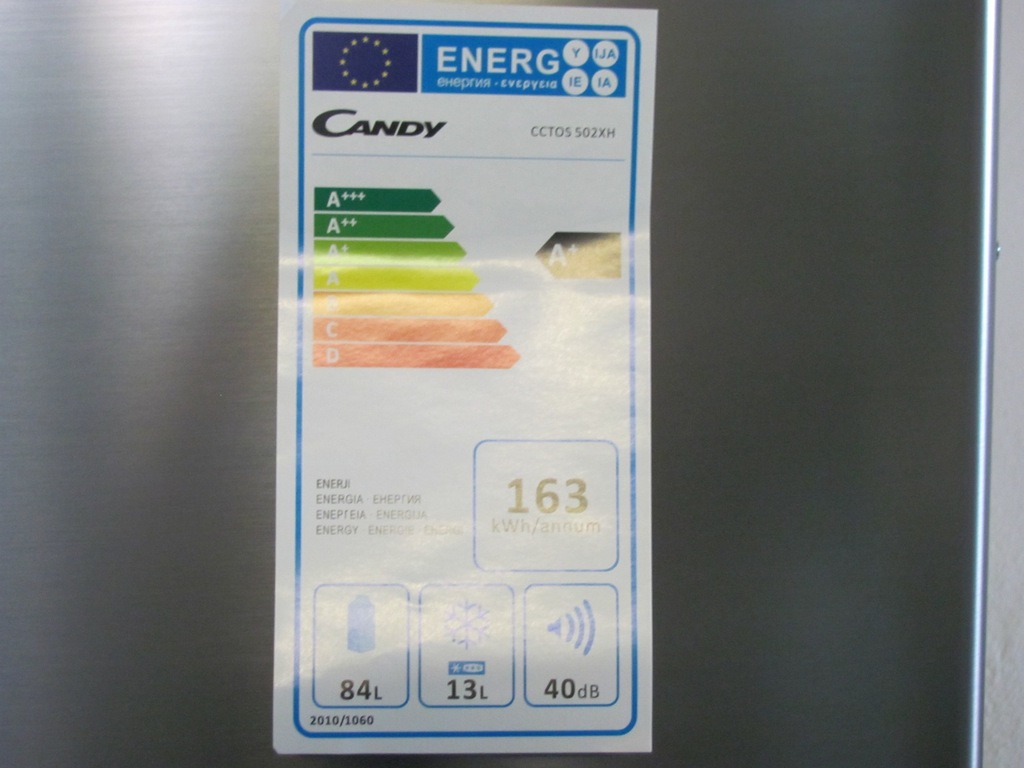 ENERG Y IJA
енергия · ενεργεια IE IA
CANDY
CCTOS 502XH
A+++
A++
A+
A
B
C
D
A+
ENERJI
ENERGIA · ЕНЕРГИЯ
ΕΝΕΡΓΕΙΑ · ENERGIJA
ENERGY · ENERGIE · ENERGI
163
kWh/annum
84L
13L
40dB
2010/1060